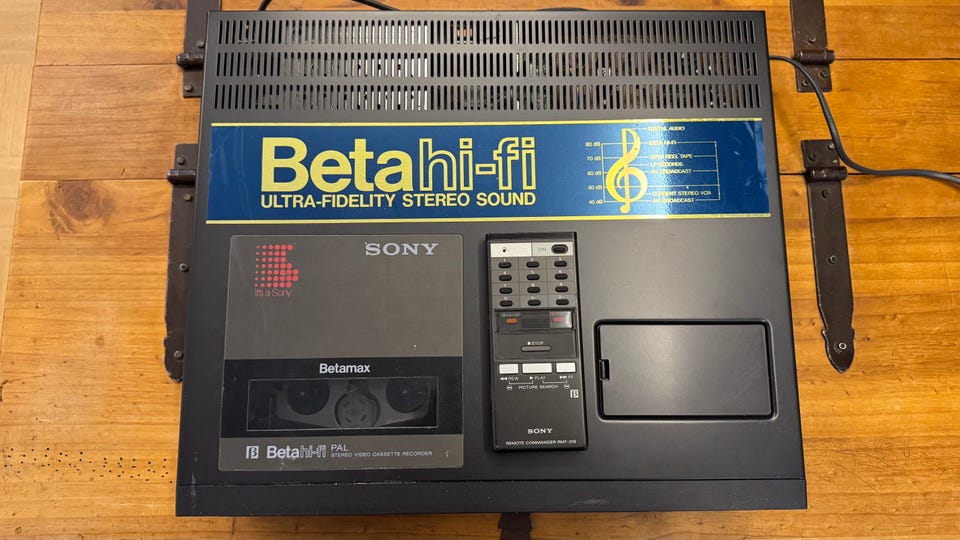 Betahi-fi
ULTRA-FIDELITY STEREO SOUND
DIGITAL AUDIO
80 dB
BETA HI-FI
70 dB
OPEN REEL TAPE
LP RECORDS
60 dB
FM BROADCAST
50 dB
CURRENT STEREO VCR
40 dB
AM BROADCAST
SONY
It's a Sony
Betamax
β Betahi-fi PAL
STEREO VIDEO CASSETTE RECORDER
ON
STOP
REW
PLAY
FF
PICTURE SEARCH
β
SONY
REMOTE COMMANDER RMT-219